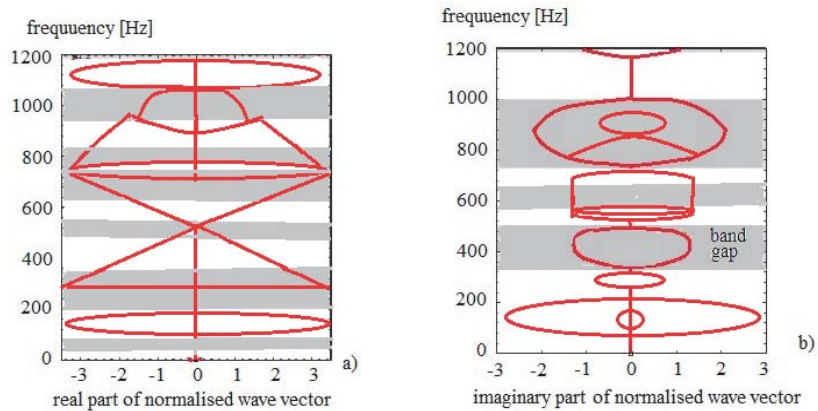 frequuency [Hz]
1200
1000
800
600
400
200
0
-3 -2 -1 0 1 2 3
a)
real part of normalised wave vector
frequuency [Hz]
1200
1000
800
600
400
200
0
band
gap
-3 -2 -1 0 1 2 3
b)
imaginary part of normalised wave vector